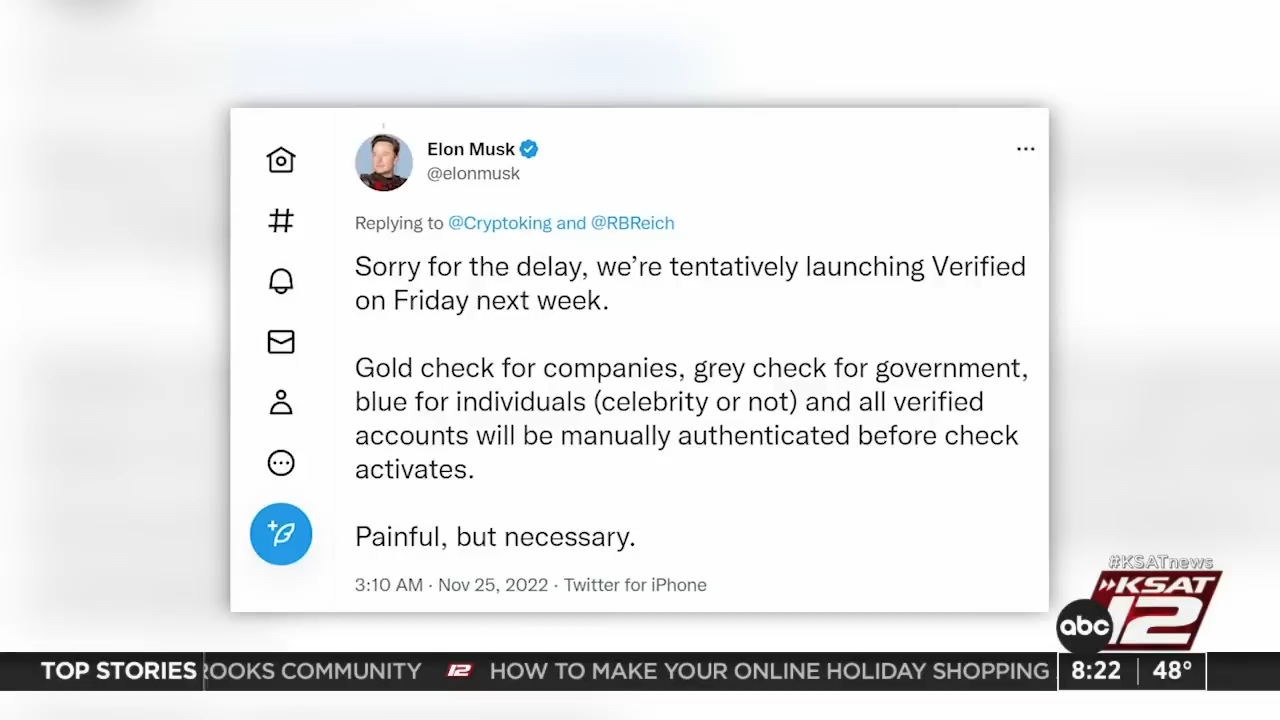 Elon Musk
@elonmusk
Replying to @Cryptoking and @RBReich
Sorry for the delay, we’re tentatively launching Verified
on Friday next week.
Gold check for companies, grey check for government,
blue for individuals (celebrity or not) and all verified
accounts will be manually authenticated before check
activates.
Painful, but necessary.
3:10 AM · Nov 25, 2022 · Twitter for iPhone
#KSATnews
KSAT
abc 12
TOP STORIES ROOKS COMMUNITY 12 HOW TO MAKE YOUR ONLINE HOLIDAY SHOPPING 8:22 48°